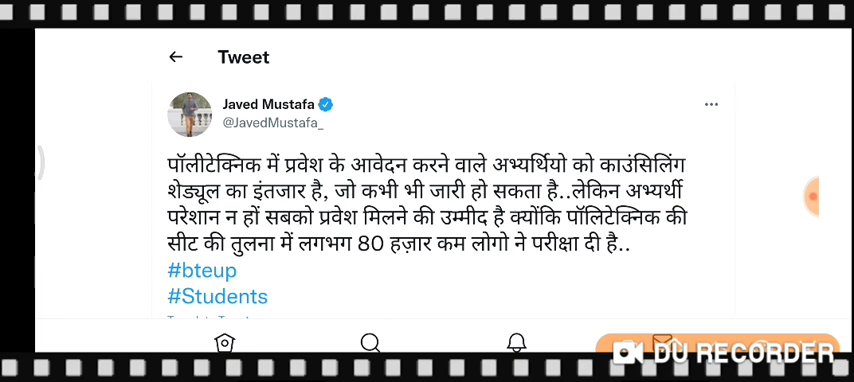 Tweet
Javed Mustafa
@JavedMustafa_
पॉलीटेक्निक में प्रवेश के आवेदन करने वाले अभ्यर्थियो को काउंसिलिंग
शेड्यूल का इंतजार है, जो कभी भी जारी हो सकता है..लेकिन अभ्यर्थी
परेशान न हों सबको प्रवेश मिलने की उम्मीद है क्योंकि पॉलिटेक्निक की
सीट की तुलना में लगभग 80 हज़ार कम लोगो ने परीक्षा दी है..
#bteup
#Students
DU RECORDER